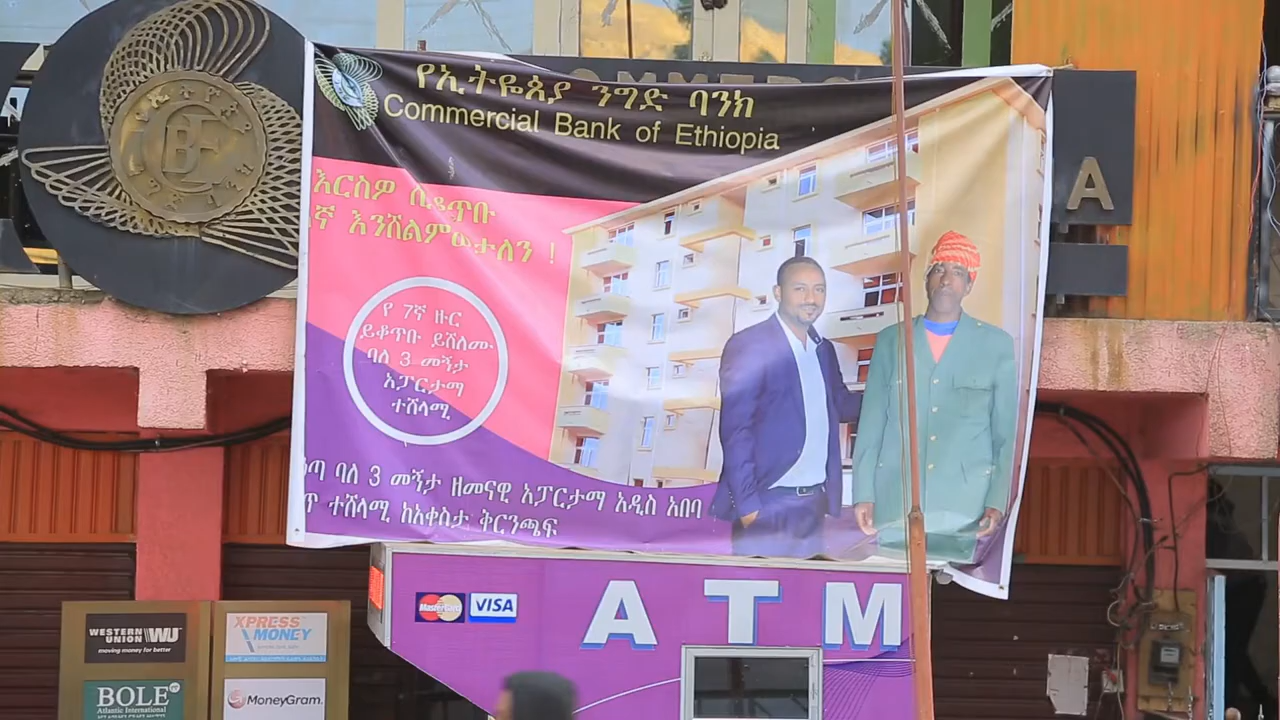 COMMERC
A
CBE
የኢትዮጵያ ንግድ ባንክ
Commercial Bank of Ethiopia
እርስዎ ሲቆጥቡ
ኛ እንሸልምዎታለን !
የ 7ኛ ዙር
ይቆጥቡ ይሸለሙ
ባለ 3 መኝታ
አፓርታማ
ተሸላሚ
ባለ 3 መኝታ ዘመናዊ አፓርታማ አዲስ አበባ
ተሸላሚ ከአቀስታ ቅርንጫፍ
MasterCard
VISA
ATM
WESTERN UNION WU
moving money for better
XPRESS MONEY
BOLE
Atlantic International
MoneyGram